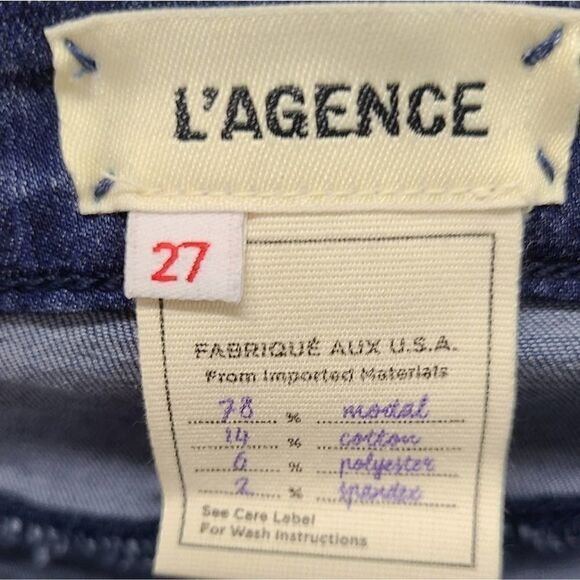 L'AGENCE
27
FABRIQUÉ AUX U.S.A.
From Imported Materials
78 % modal
14 % cotton
6 % polyester
2 % spandex
See Care Label
For Wash Instructions